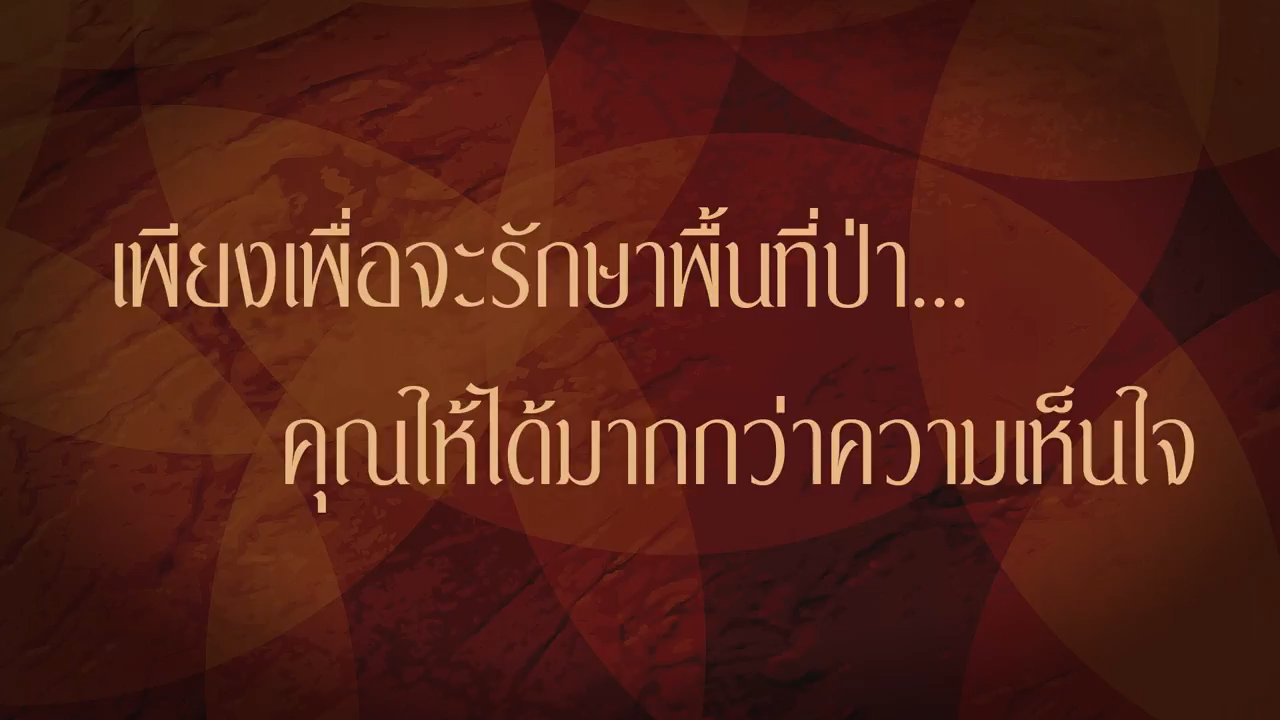 เพียงเพื่อจะรักษาพื้นที่ป่า...
คุณให้ได้มากกว่าความเห็นใจ